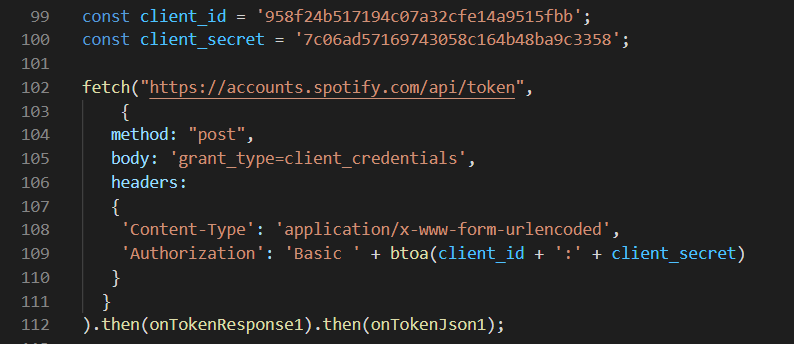 99 const client_id = '958f24b517194c07a32cfe14a9515fbb';
100 const client_secret = '7c06ad57169743058c164b48ba9c3358';
101
102 fetch("https://accounts.spotify.com/api/token",
103 {
104 method: "post",
105 body: 'grant_type=client_credentials',
106 headers:
107 {
108 'Content-Type': 'application/x-www-form-urlencoded',
109 'Authorization': 'Basic ' + btoa(client_id + ':' + client_secret)
110 }
111 }
112 ).then(onTokenResponse1).then(onTokenJson1);